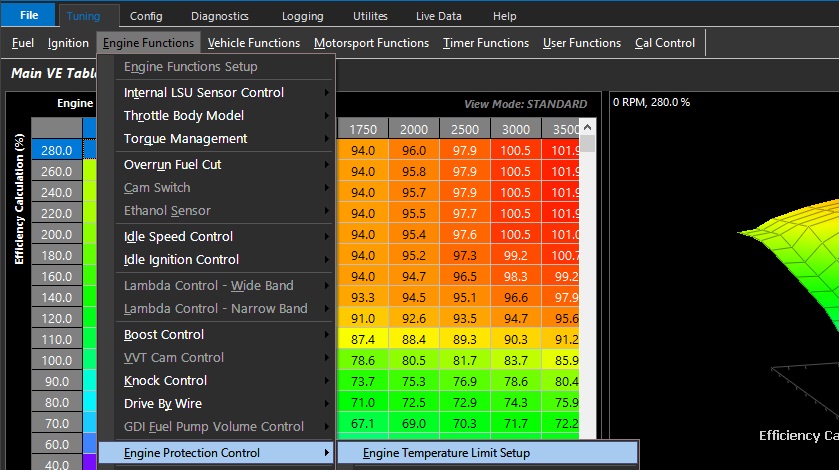 File Tuning Config Diagnostics Logging Utilites Live Data Help
Fuel Ignition Engine Functions Vehicle Functions Motorsport Functions Timer Functions User Functions Cal Control
Main VE Table
Engine Functions Setup
Internal LSU Sensor Control
Throttle Body Model
Torque Management
Overrun Fuel Cut
Cam Switch
Ethanol Sensor
Idle Speed Control
Idle Ignition Control
Lambda Control - Wide Band
Lambda Control - Narrow Band
Boost Control
VVT Cam Control
Knock Control
Drive By Wire
GDI Fuel Pump Volume Control
Engine Protection Control
Engine Temperature Limit Setup
Engine
View Mode: STANDARD
Efficiency Calculation (%)
1750 2000 2500 3000 3500
280.0 94.0 96.0 97.9 100.5 101.9
260.0 94.0 95.8 97.9 100.5 101.9
240.0 94.0 95.7 97.9 100.5 101.9
220.0 94.0 95.5 97.7 100.5 101.
200.0 94.0 95.4 97.6 100.5 101.0
180.0 94.0 95.2 97.3 99.2 100.7
160.0 94.0 94.7 96.5 98.3 99.2
140.0 93.3 94.5 95.1 96.6 97.9
120.0 91.0 92.6 93.5 94.7 95.6
110.0 87.4 88.4 89.3 90.3 91.2
100.0 78.6 80.5 81.7 83.7 85.9
90.0 73.7 75.3 76.9 78.6 80.4
80.0 71.0 72.5 72.9 74.3 75.9
70.0 67.1 69.0 70.3 71.7 72.2
60.0
40.0
0 RPM, 280.0 %
Efficiency Ca